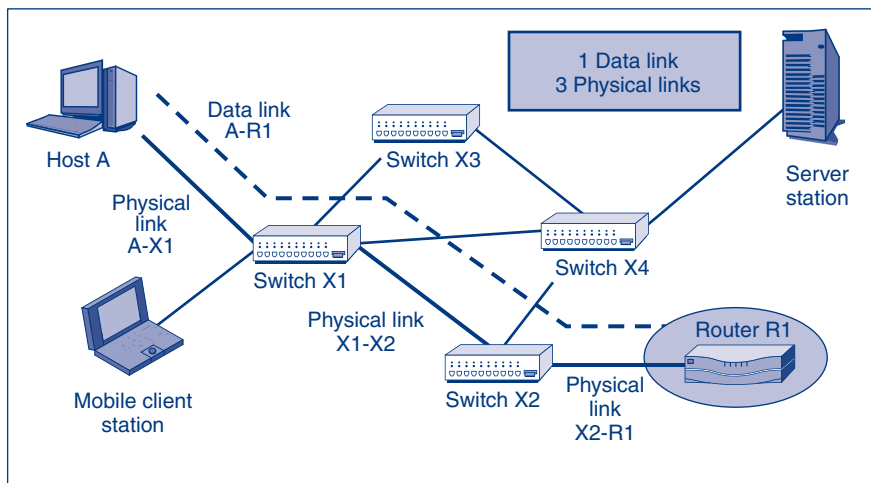 1 Data link
3 Physical links
Data link
A-R1
Host A
Switch X3
Server
station
Physical
link
A-X1
Switch X1
Switch X4
Physical link
X1-X2
Router R1
Mobile client
station
Switch X2
Physical
link
X2-R1